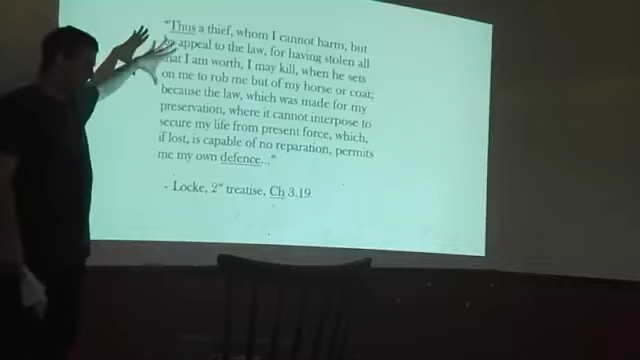 "Thus a thief, whom I cannot harm, but
appeal to the law, for having stolen all
that I am worth, I may kill, when he sets
on me to rob me but of my horse or coat;
because the law, which was made for my
preservation, where it cannot interpose to
secure my life from present force, which,
if lost, is capable of no reparation, permits
me my own defence..."
- Locke, 2nd treatise, Ch 3.19